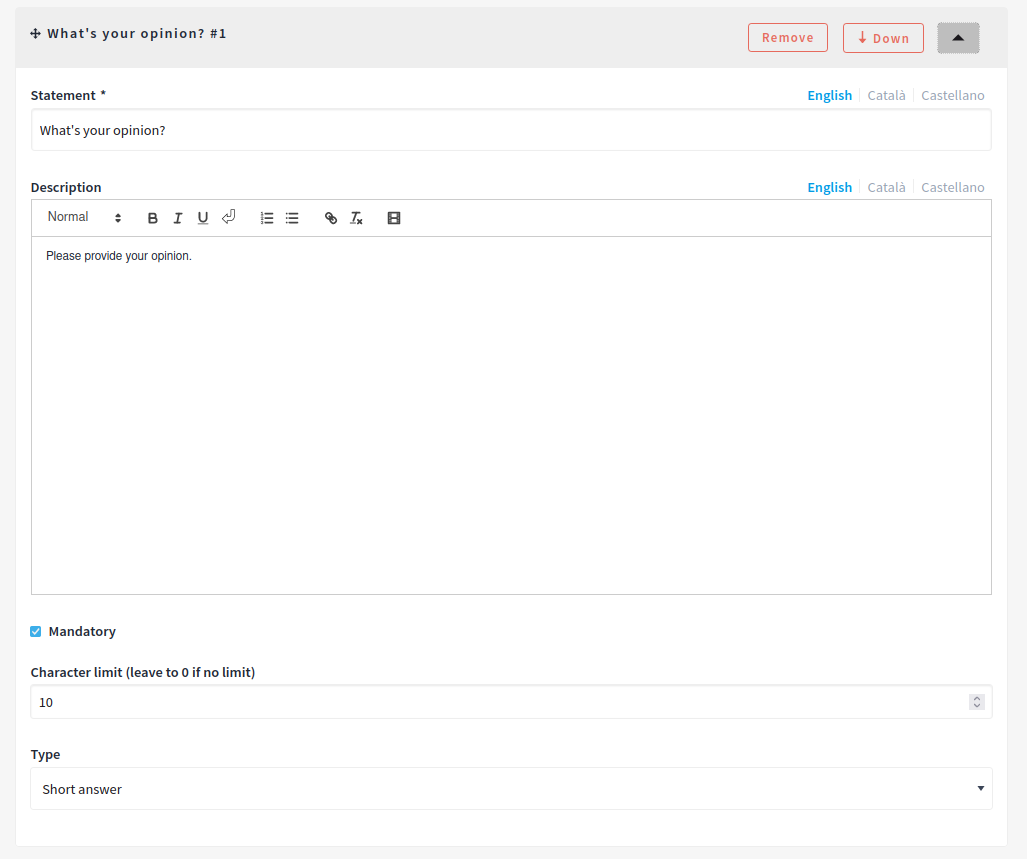 What's your opinion? #1
Remove
Down
Statement *
English Català Castellano
What's your opinion?
Description
English Català Castellano
Normal
B I U
Please provide your opinion.
Mandatory
Character limit (leave to 0 if no limit)
10
Type
Short answer